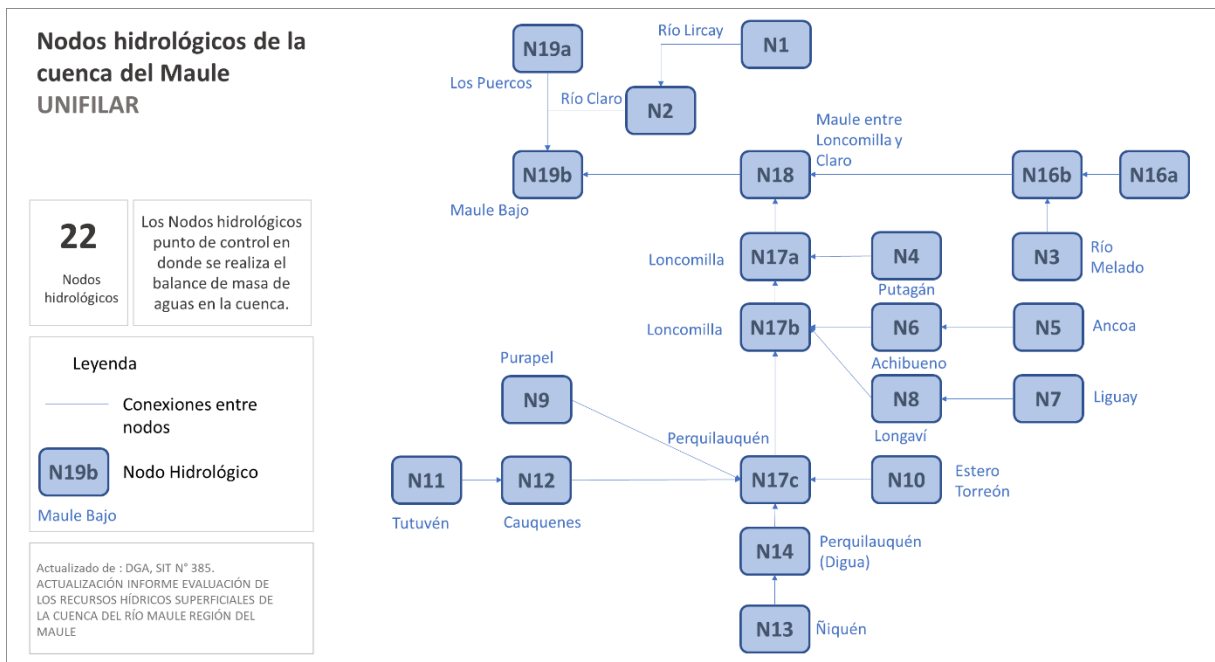 Nodos hidrológicos de la
cuenca del Maule
UNIFILAR
22
Nodos
hidrológicos
Los Nodos hidrológicos
punto de control en
donde se realiza el
balance de masa de
aguas en la cuenca.
Leyenda
Conexiones entre
nodos
N19b
Nodo Hidrológico
Maule Bajo
Actualizado de : DGA, SIT N° 385.
ACTUALIZACIÓN INFORME EVALUACIÓN DE
LOS RECURSOS HÍDRICOS SUPERFICIALES DE
LA CUENCA DEL RÍO MAULE REGIÓN DEL
MAULE
N19a
Río Lircay
N1
Los Puercos
Río Claro
N2
Maule entre
Loncomilla y
Claro
N19b
N18
N16b
N16a
Maule Bajo
Loncomilla
N17a
N4
Putagán
N3
Río
Melado
Loncomilla
N17b
N6
Achibueno
N5
Ancoa
Purapel
N9
N8
Longaví
N7
Liguay
Perquilauquén
N11
Tutuvén
N12
Cauquenes
N17c
N10
Estero
Torreón
N14
Perquilauquén
(Digua)
N13
Ñiquén